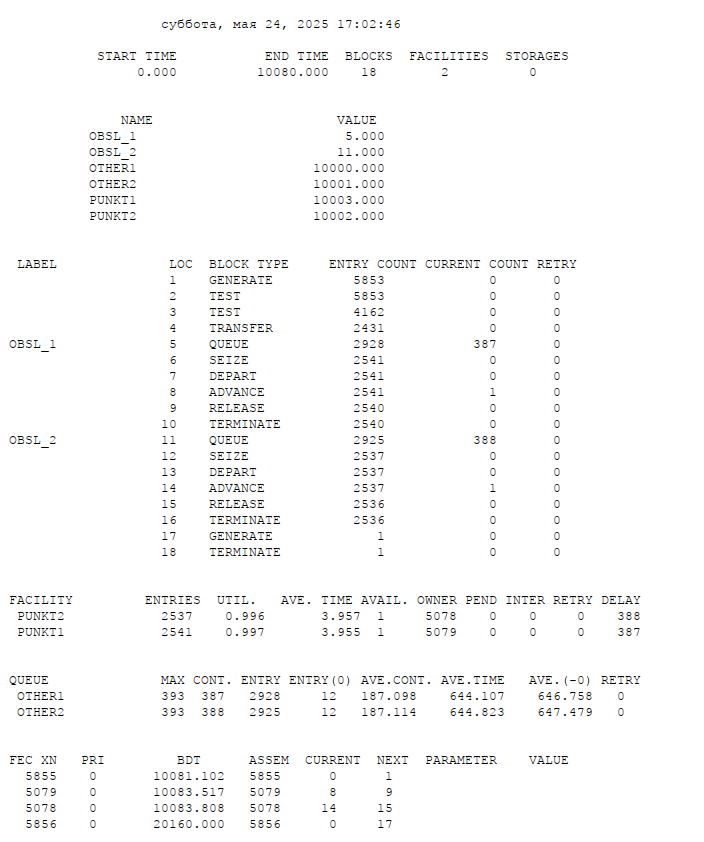 суббота, мая 24, 2025 17:02:46
START TIME END TIME BLOCKS FACILITIES STORAGES
0.000 10080.000 18 2 0
NAME VALUE
OBSL_1 5.000
OBSL_2 11.000
OTHER1 10000.000
OTHER2 10001.000
PUNKT1 10003.000
PUNKT2 10002.000
LABEL LOC BLOCK TYPE ENTRY COUNT CURRENT COUNT RETRY
1 GENERATE 5853 0 0
2 TEST 5853 0 0
3 TEST 4162 0 0
4 TRANSFER 2431 0 0
OBSL_1 5 QUEUE 2928 387 0
6 SEIZE 2541 0 0
7 DEPART 2541 0 0
8 ADVANCE 2541 1 0
9 RELEASE 2540 0 0
10 TERMINATE 2540 0 0
OBSL_2 11 QUEUE 2925 388 0
12 SEIZE 2537 0 0
13 DEPART 2537 0 0
14 ADVANCE 2537 1 0
15 RELEASE 2536 0 0
16 TERMINATE 2536 0 0
17 GENERATE 1 0 0
18 TERMINATE 1 0 0
FACILITY ENTRIES UTIL. AVE. TIME AVAIL. OWNER PEND INTER RETRY DELAY
PUNKT2 2537 0.996 3.957 1 5078 0 0 0 388
PUNKT1 2541 0.997 3.955 1 5079 0 0 0 387
QUEUE MAX CONT. ENTRY ENTRY(0) AVE.CONT. AVE.TIME AVE.(-0) RETRY
OTHER1 393 387 2928 12 187.098 644.107 646.758 0
OTHER2 393 388 2925 12 187.114 644.823 647.479 0
FEC XN PRI BDT ASSEM CURRENT NEXT PARAMETER VALUE
5855 0 10081.102 5855 0 1
5079 0 10083.517 5079 8 9
5078 0 10083.808 5078 14 15
5856 0 20160.000 5856 0 17